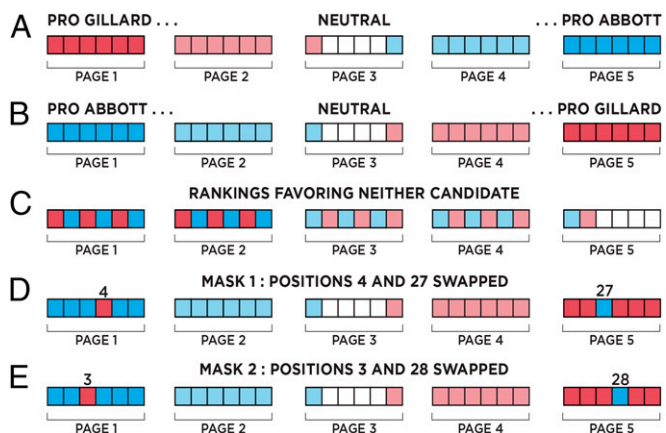 A PRO GILLARD ... NEUTRAL ... PRO ABBOTT
PAGE 1 PAGE 2 PAGE 3 PAGE 4 PAGE 5
B PRO ABBOTT ... NEUTRAL ... PRO GILLARD
PAGE 1 PAGE 2 PAGE 3 PAGE 4 PAGE 5
C RANKINGS FAVORING NEITHER CANDIDATE
PAGE 1 PAGE 2 PAGE 3 PAGE 4 PAGE 5
D MASK 1 : POSITIONS 4 AND 27 SWAPPED
4 27
PAGE 1 PAGE 2 PAGE 3 PAGE 4 PAGE 5
E MASK 2 : POSITIONS 3 AND 28 SWAPPED
3 28
PAGE 1 PAGE 2 PAGE 3 PAGE 4 PAGE 5